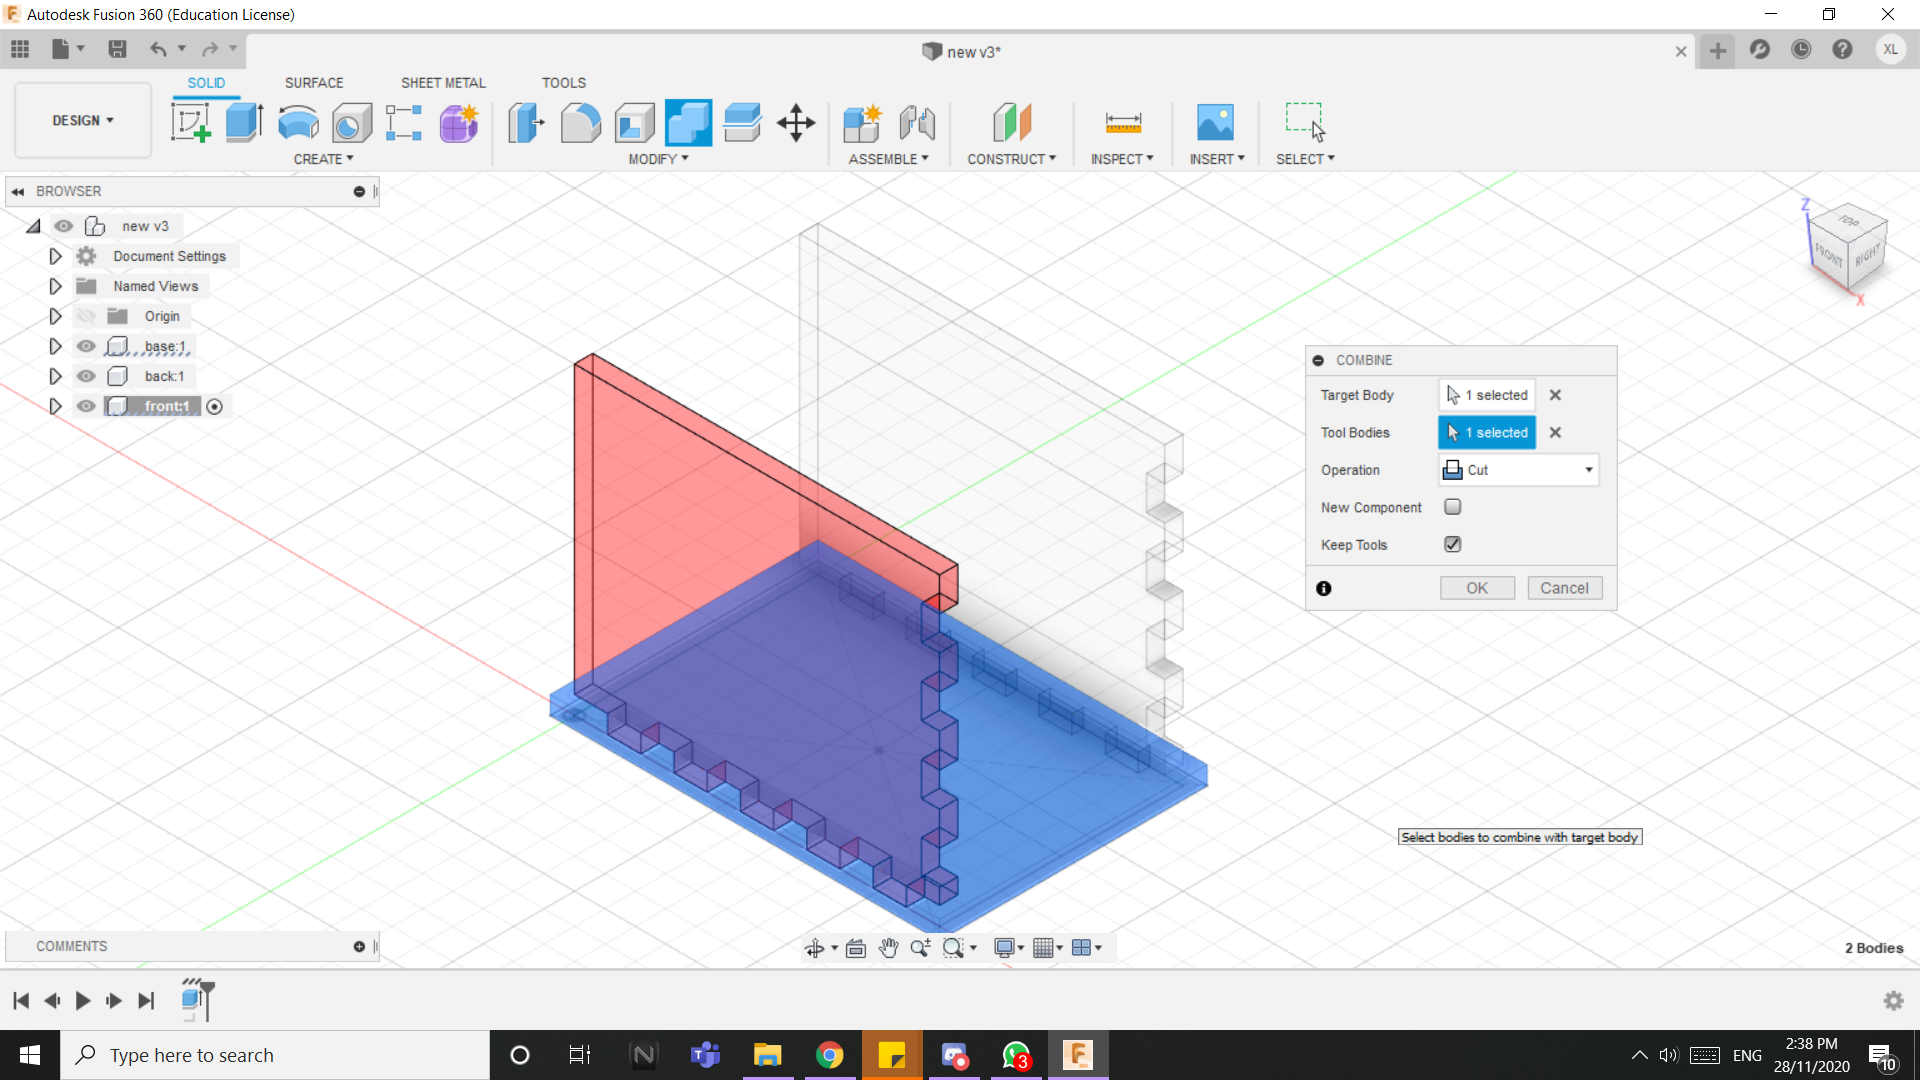 Autodesk Fusion 360 (Education License)
new v3*
XL
SOLID SURFACE SHEET METAL TOOLS
DESIGN
CREATE MODIFY ASSEMBLE CONSTRUCT INSPECT INSERT SELECT
BROWSER
new v3
Document Settings
Named Views
Origin
base:1
back:1
front:1
Z
TOP
FRONT
RIGHT
X
COMBINE
Target Body 1 selected
Tool Bodies 1 selected
Operation Cut
New Component
Keep Tools
OK Cancel
Select bodies to combine with target body
COMMENTS
2 Bodies
Type here to search
3
ENG
2:38 PM
28/11/2020
10